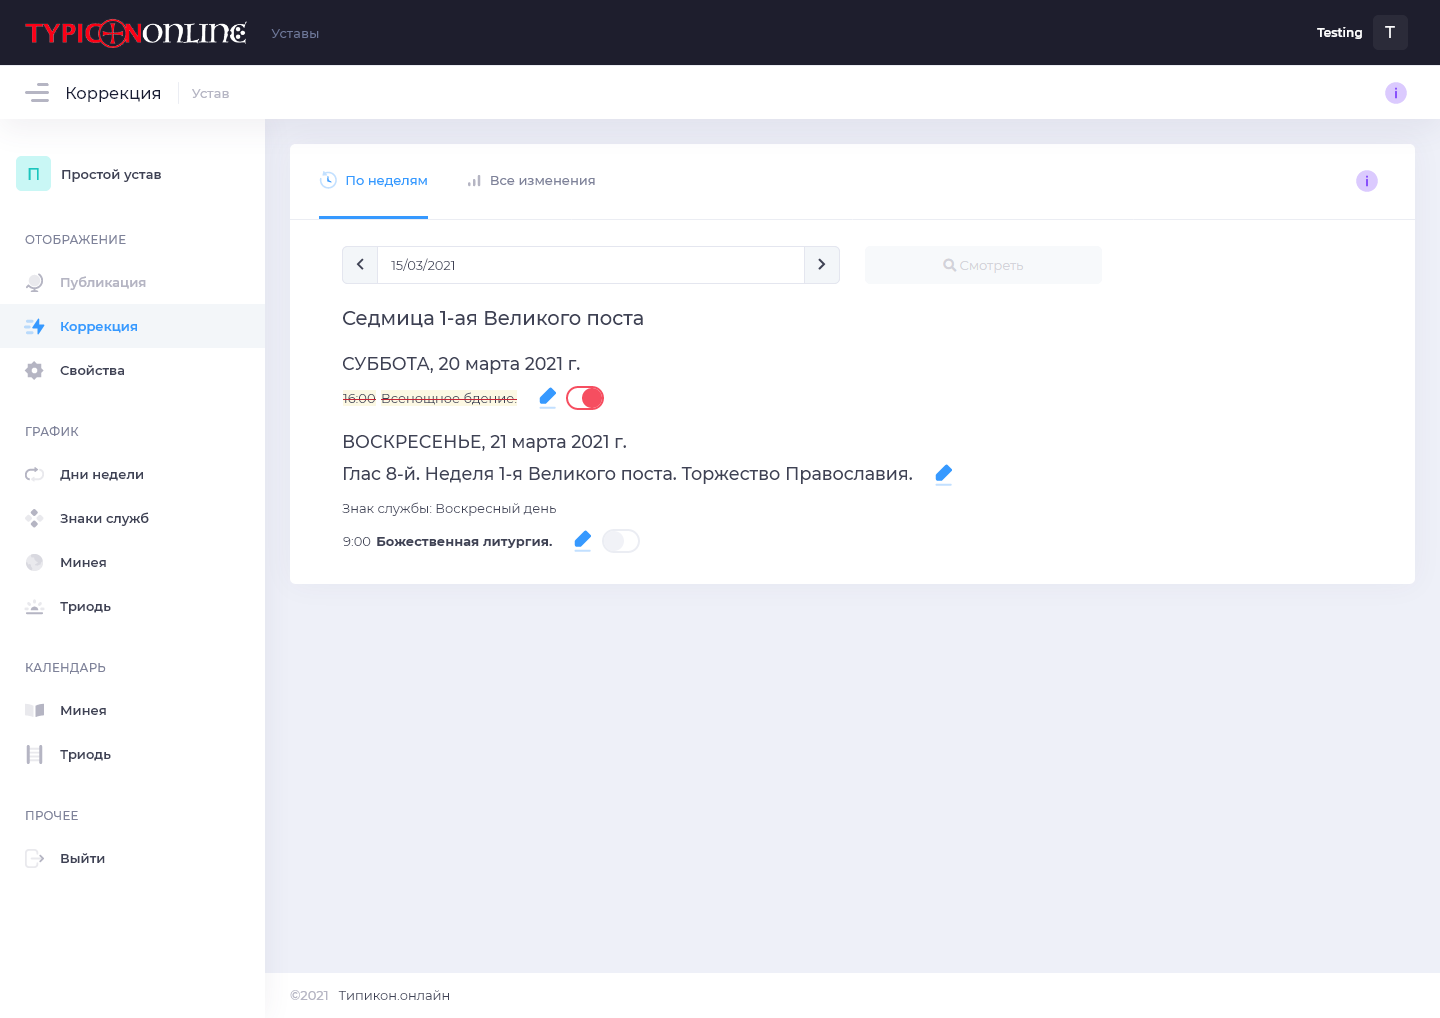 TYPICON ONLINE Уставы Testing T
Коррекция Устав i
П Простой устав
ОТОБРАЖЕНИЕ
Публикация
Коррекция
Свойства
ГРАФИК
Дни недели
Знаки служб
Минея
Триодь
КАЛЕНДАРЬ
Минея
Триодь
ПРОЧЕЕ
Выйти
По неделям Все изменения i
15/03/2021 Смотреть
Седмица 1-ая Великого поста
СУББОТА, 20 марта 2021 г.
16:00 Всенощное бдение.
ВОСКРЕСЕНЬЕ, 21 марта 2021 г.
Глас 8-й. Неделя 1-я Великого поста. Торжество Православия.
Знак службы: Воскресный день
9:00 Божественная литургия.
©2021 Типикон.онлайн